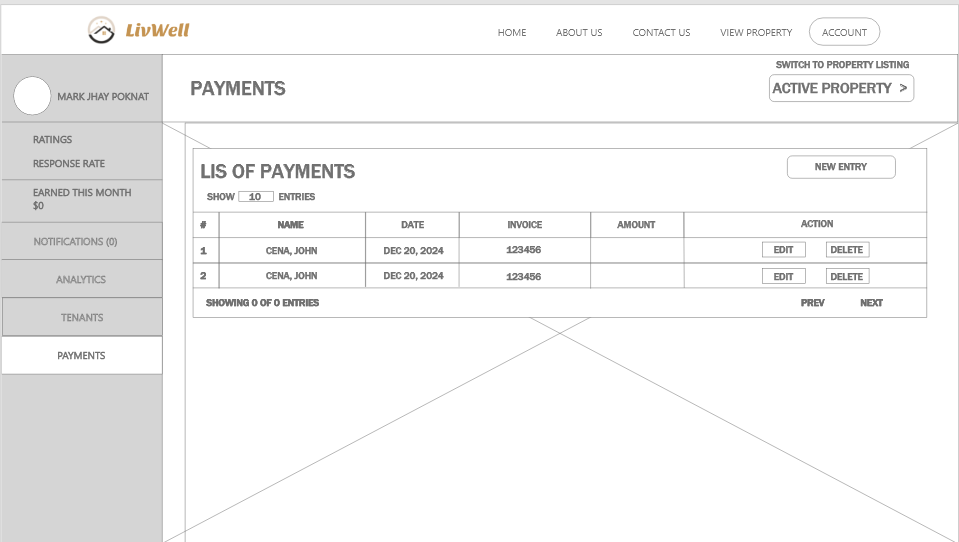 LivWell
HOME ABOUT US CONTACT US VIEW PROPERTY ACCOUNT
SWITCH TO PROPERTY LISTING
PAYMENTS
ACTIVE PROPERTY >
MARK JHAY POKNAT
RATINGS
RESPONSE RATE
EARNED THIS MONTH
$0
NOTIFICATIONS (0)
ANALYTICS
TENANTS
PAYMENTS
LIS OF PAYMENTS
NEW ENTRY
SHOW 10 ENTRIES
# NAME DATE INVOICE AMOUNT ACTION
1 CENA, JOHN DEC 20, 2024 123456 EDIT DELETE
2 CENA, JOHN DEC 20, 2024 123456 EDIT DELETE
SHOWING 0 OF 0 ENTRIES PREV NEXT